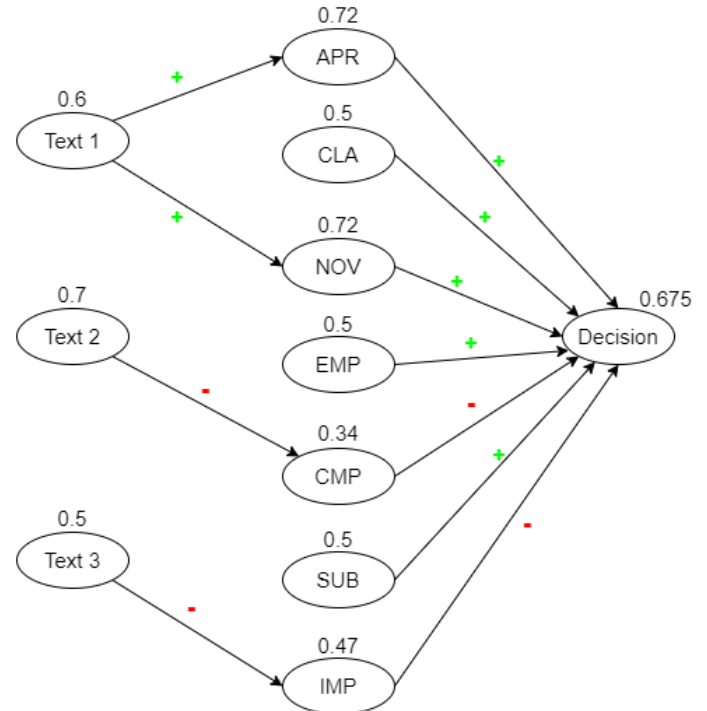 0.72
APR
+
0.6
Text 1
0.5
CLA
+
+
+
0.72
NOV
+
0.675
Decision
0.7
Text 2
0.5
EMP
+
-
-
0.34
CMP
+
0.5
Text 3
0.5
SUB
-
-
0.47
IMP